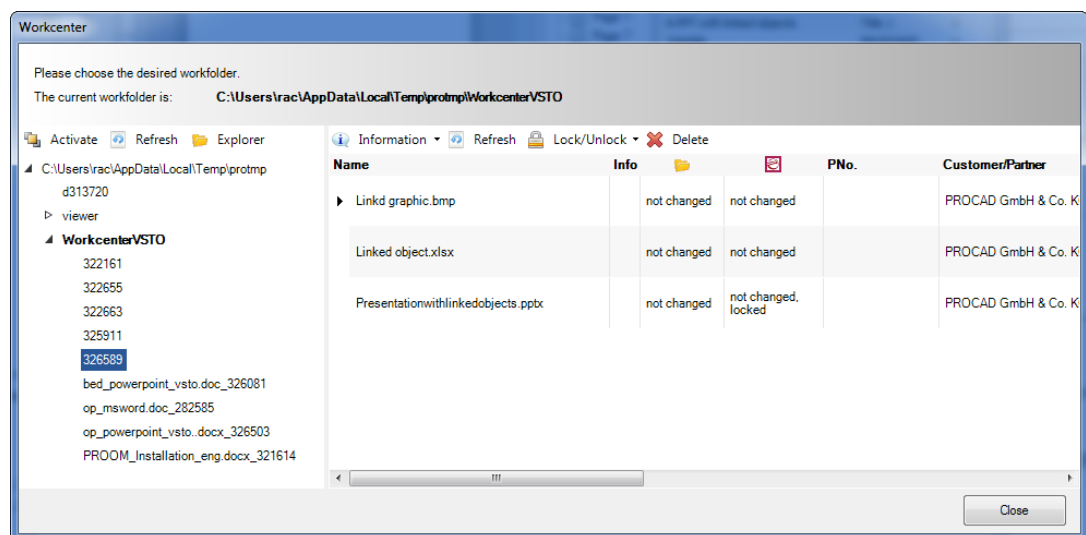 Workcenter
Please choose the desired workfolder.
The current workfolder is: C:\Users\rac\AppData\Local\Temp\protmp\WorkcenterVSTO
Activate Refresh Explorer
Information Refresh Lock/Unlock Delete
C:\Users\rac\AppData\Local\Temp\protmp
d313720
viewer
WorkcenterVSTO
322161
322655
322663
325911
326589
bed_powerpoint_vsto.doc_326081
op_msword.doc_282585
op_powerpoint_vsto..docx_326503
PROOM_Installation_eng.docx_321614
Name Info PNo. Customer/Partner
Linkd graphic.bmp not changed not changed PROCAD GmbH & Co. K
Linked object.xlsx not changed not changed PROCAD GmbH & Co. K
Presentationwithlinkedobjects.pptx not changed not changed, PROCAD GmbH & Co. K
locked
Close